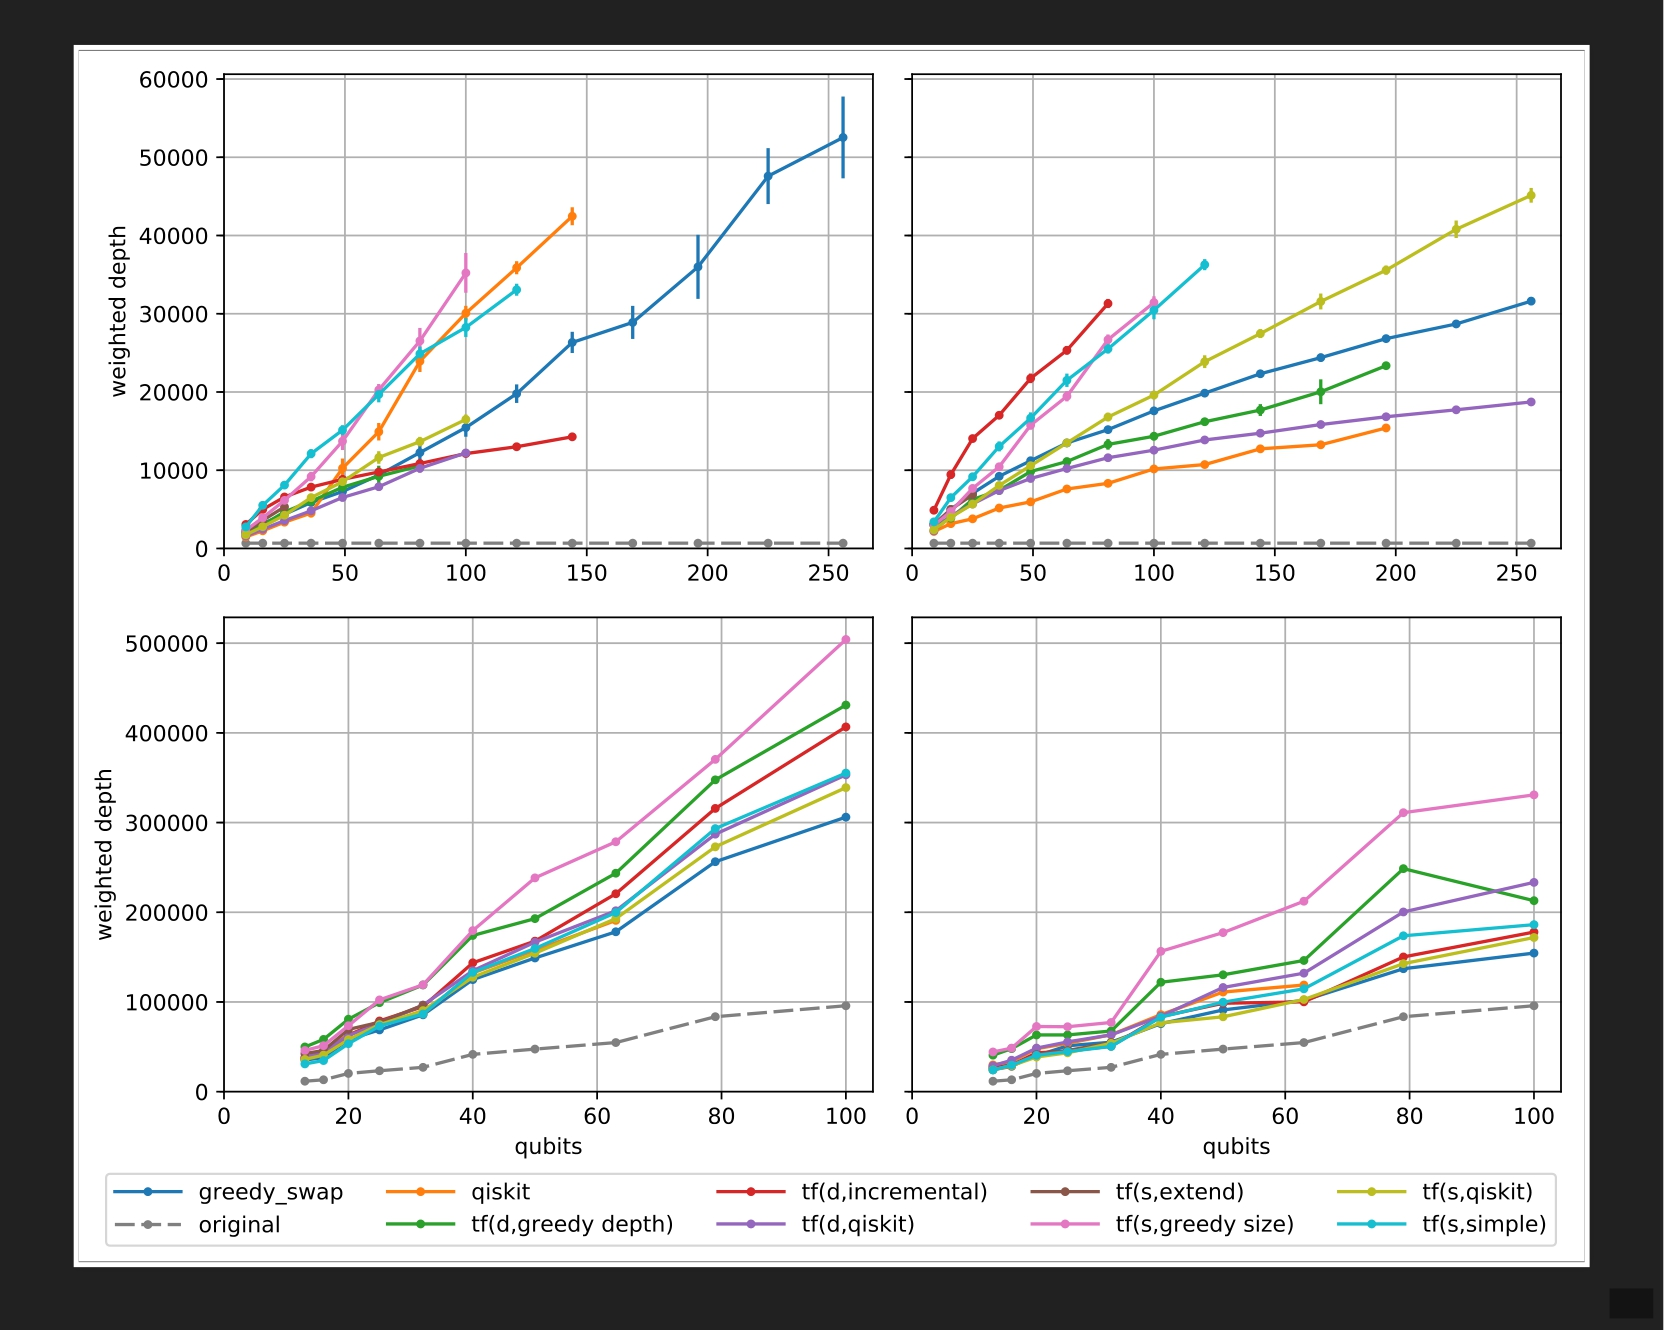 60000
50000
40000
30000
20000
10000
0
weighted depth
0 50 100 150 200 250
0 50 100 150 200 250
500000
400000
300000
200000
100000
0
weighted depth
0 20 40 60 80 100
qubits
0 20 40 60 80 100
qubits
greedy_swap qiskit tf(d,incremental) tf(s,extend) tf(s,qiskit)
original tf(d,greedy depth) tf(d,qiskit) tf(s,greedy size) tf(s,simple)